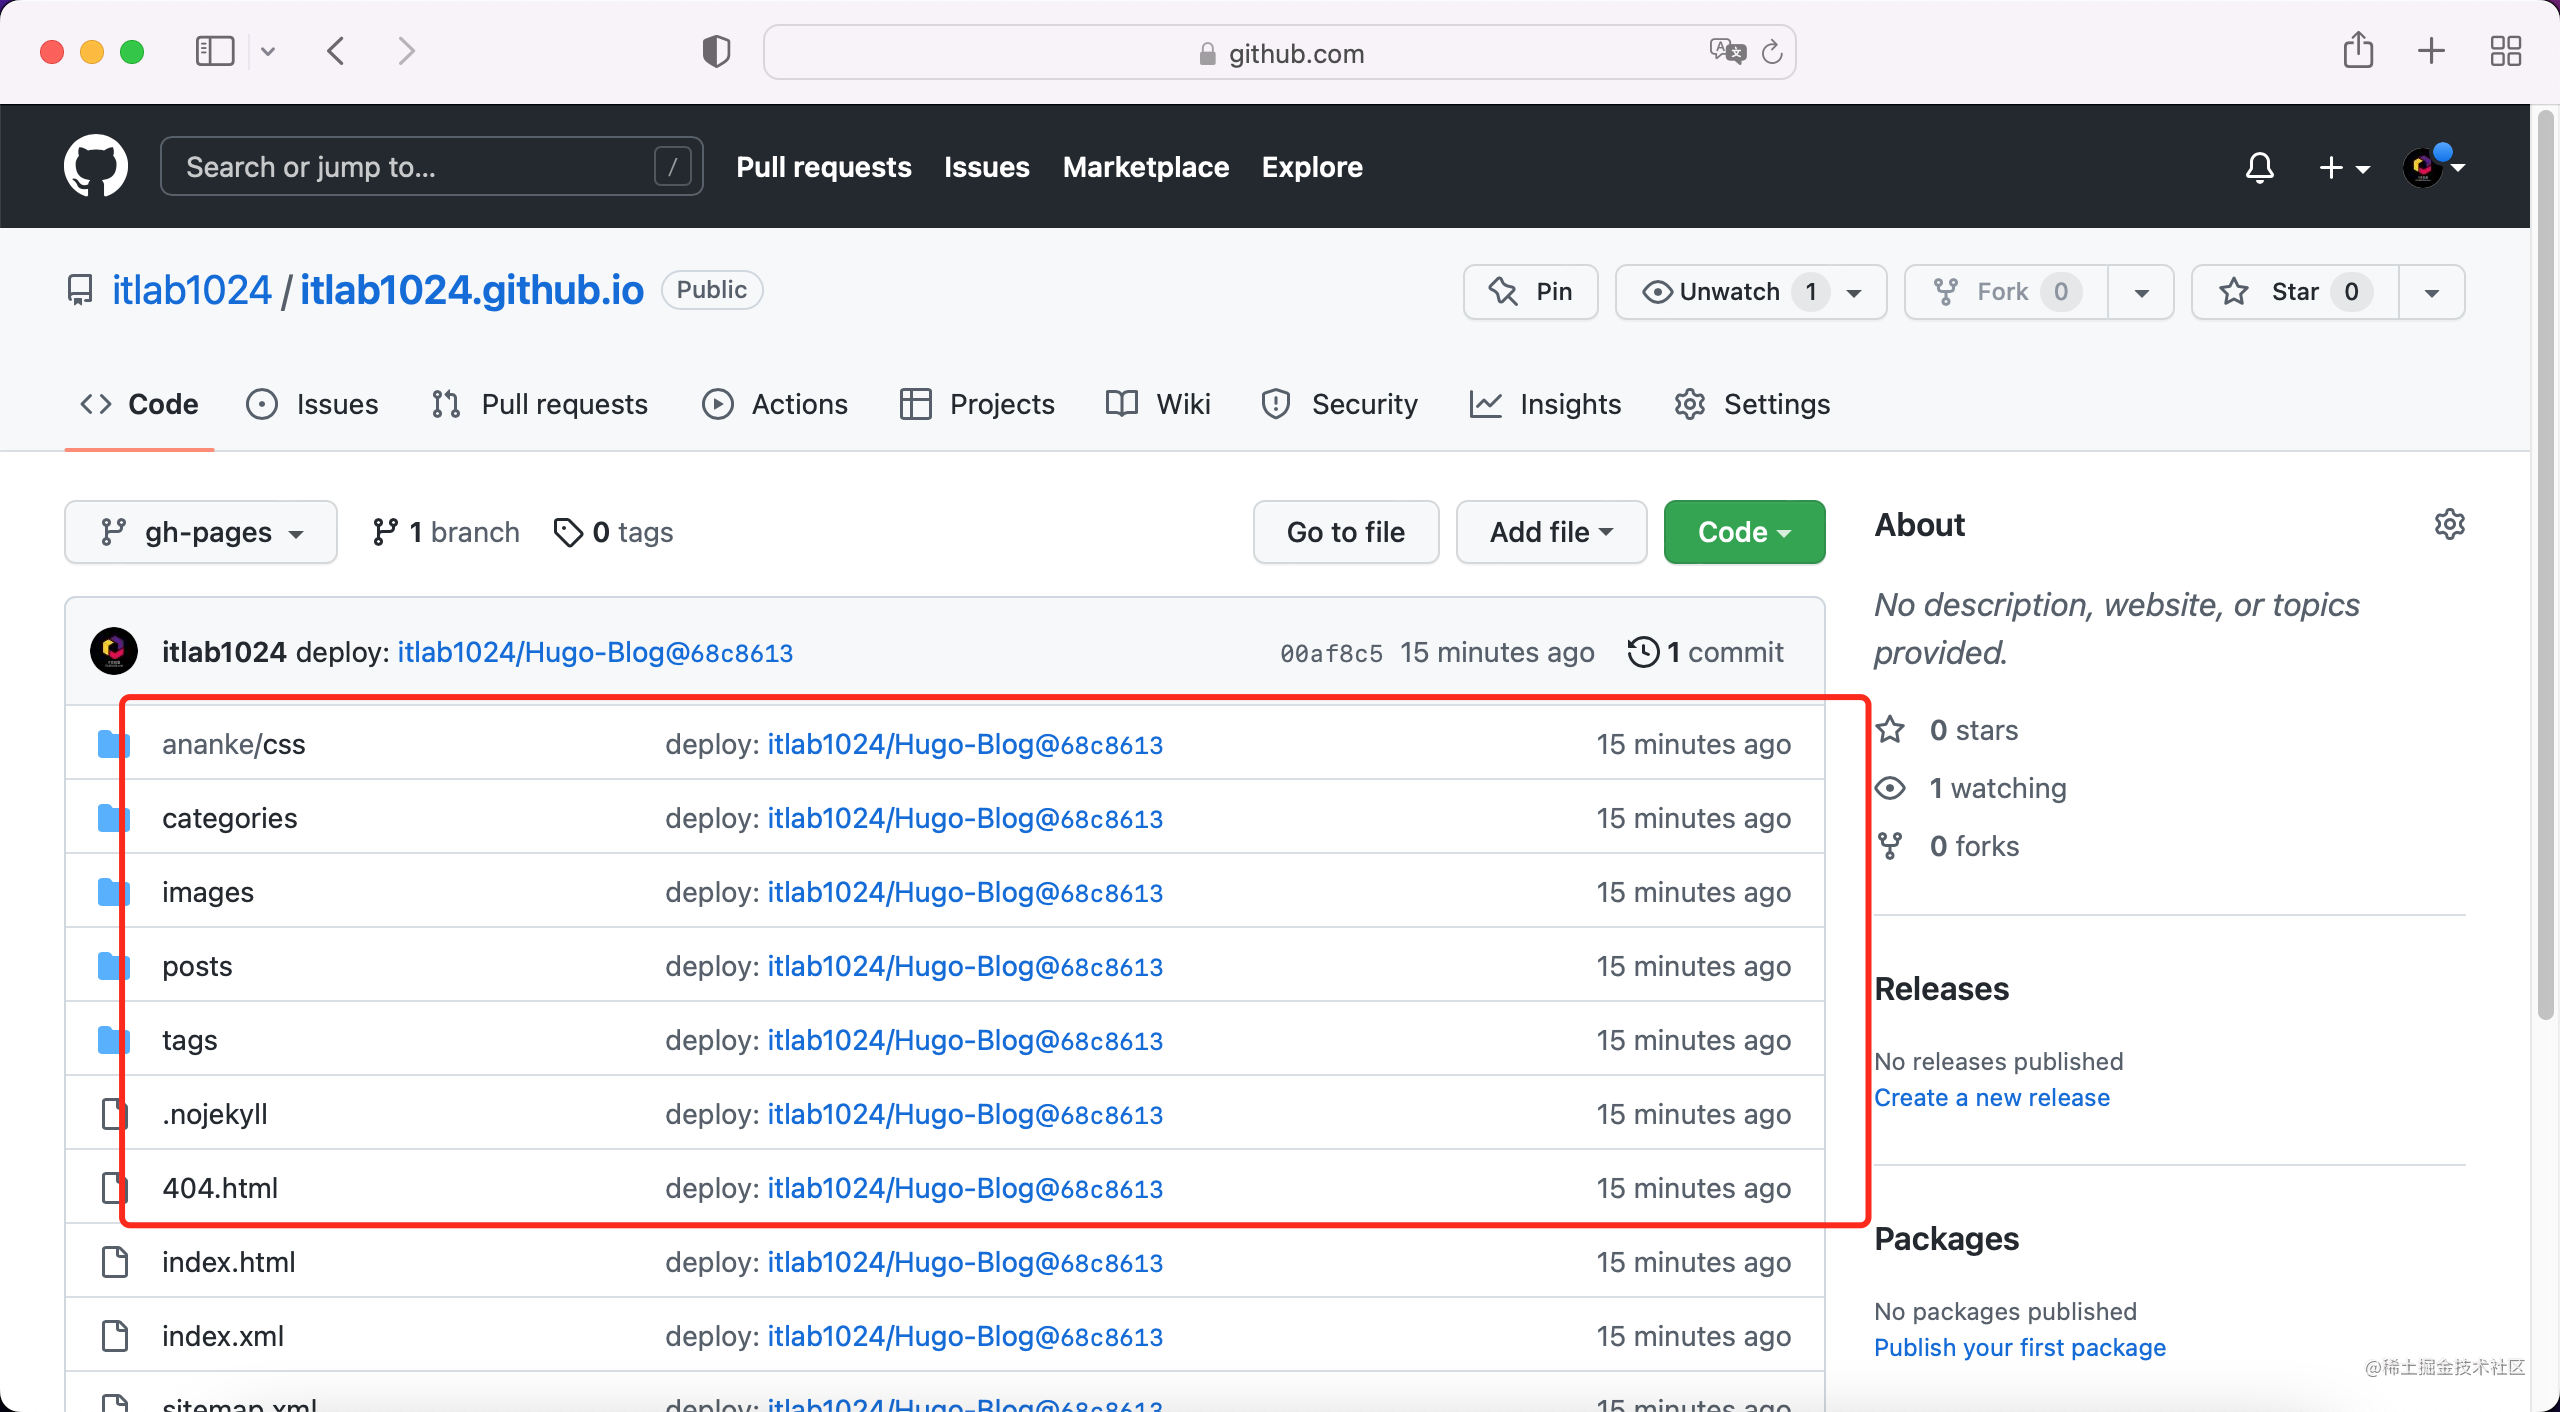 github.com
Search or jump to... /
Pull requests Issues Marketplace Explore
itlab1024 / itlab1024.github.io Public
Pin Unwatch 1 Fork 0 Star 0
Code Issues Pull requests Actions Projects Wiki Security Insights Settings
gh-pages 1 branch 0 tags Go to file Add file Code
itlab1024 deploy: itlab1024/Hugo-Blog@68c8613 00af8c5 15 minutes ago 1 commit
ananke/css deploy: itlab1024/Hugo-Blog@68c8613 15 minutes ago
categories deploy: itlab1024/Hugo-Blog@68c8613 15 minutes ago
images deploy: itlab1024/Hugo-Blog@68c8613 15 minutes ago
posts deploy: itlab1024/Hugo-Blog@68c8613 15 minutes ago
tags deploy: itlab1024/Hugo-Blog@68c8613 15 minutes ago
.nojekyll deploy: itlab1024/Hugo-Blog@68c8613 15 minutes ago
404.html deploy: itlab1024/Hugo-Blog@68c8613 15 minutes ago
index.html deploy: itlab1024/Hugo-Blog@68c8613 15 minutes ago
index.xml deploy: itlab1024/Hugo-Blog@68c8613 15 minutes ago
sitemap.xml deploy: itlab1024/Hugo-Blog@68c8613 15 minutes ago
About
No description, website, or topics
provided.
0 stars
1 watching
0 forks
Releases
No releases published
Create a new release
Packages
No packages published
Publish your first package
@稀土掘金技术社区